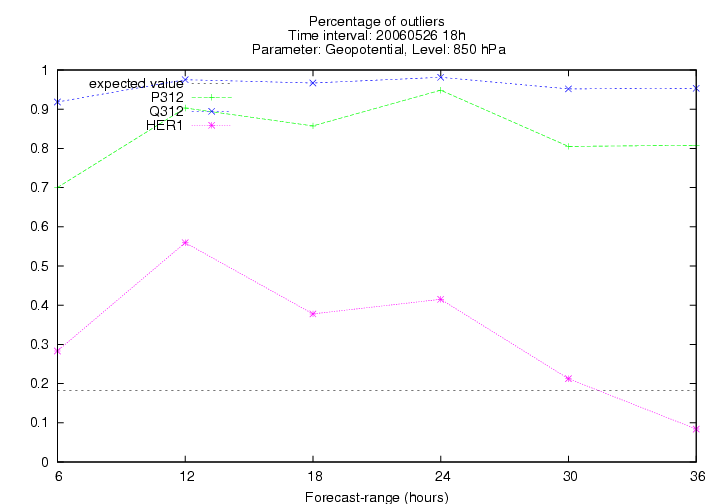 Percentage of outliers
Time interval: 20060526 18h
Parameter: Geopotential, Level: 850 hPa
1
0.9
0.8
0.7
0.6
0.5
0.4
0.3
0.2
0.1
0
expected value
P312
Q312
HER1
6 12 18 24 30 36
Forecast-range (hours)